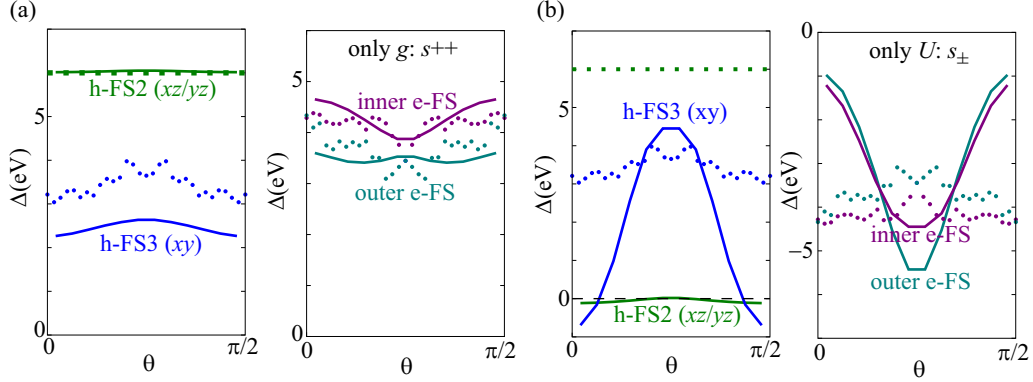 (a)
5
0
Δ(eV)
h-FS2 (xz/yz)
h-FS3 (xy)
0
θ
π/2
only g: s++
5
0
Δ(eV)
inner e-FS
outer e-FS
0
θ
π/2
(b)
5
0
Δ(eV)
h-FS3 (xy)
h-FS2 (xz/yz)
0
θ
π/2
only U: s±
0
−5
Δ(eV)
inner e-FS
outer e-FS
0
θ
π/2